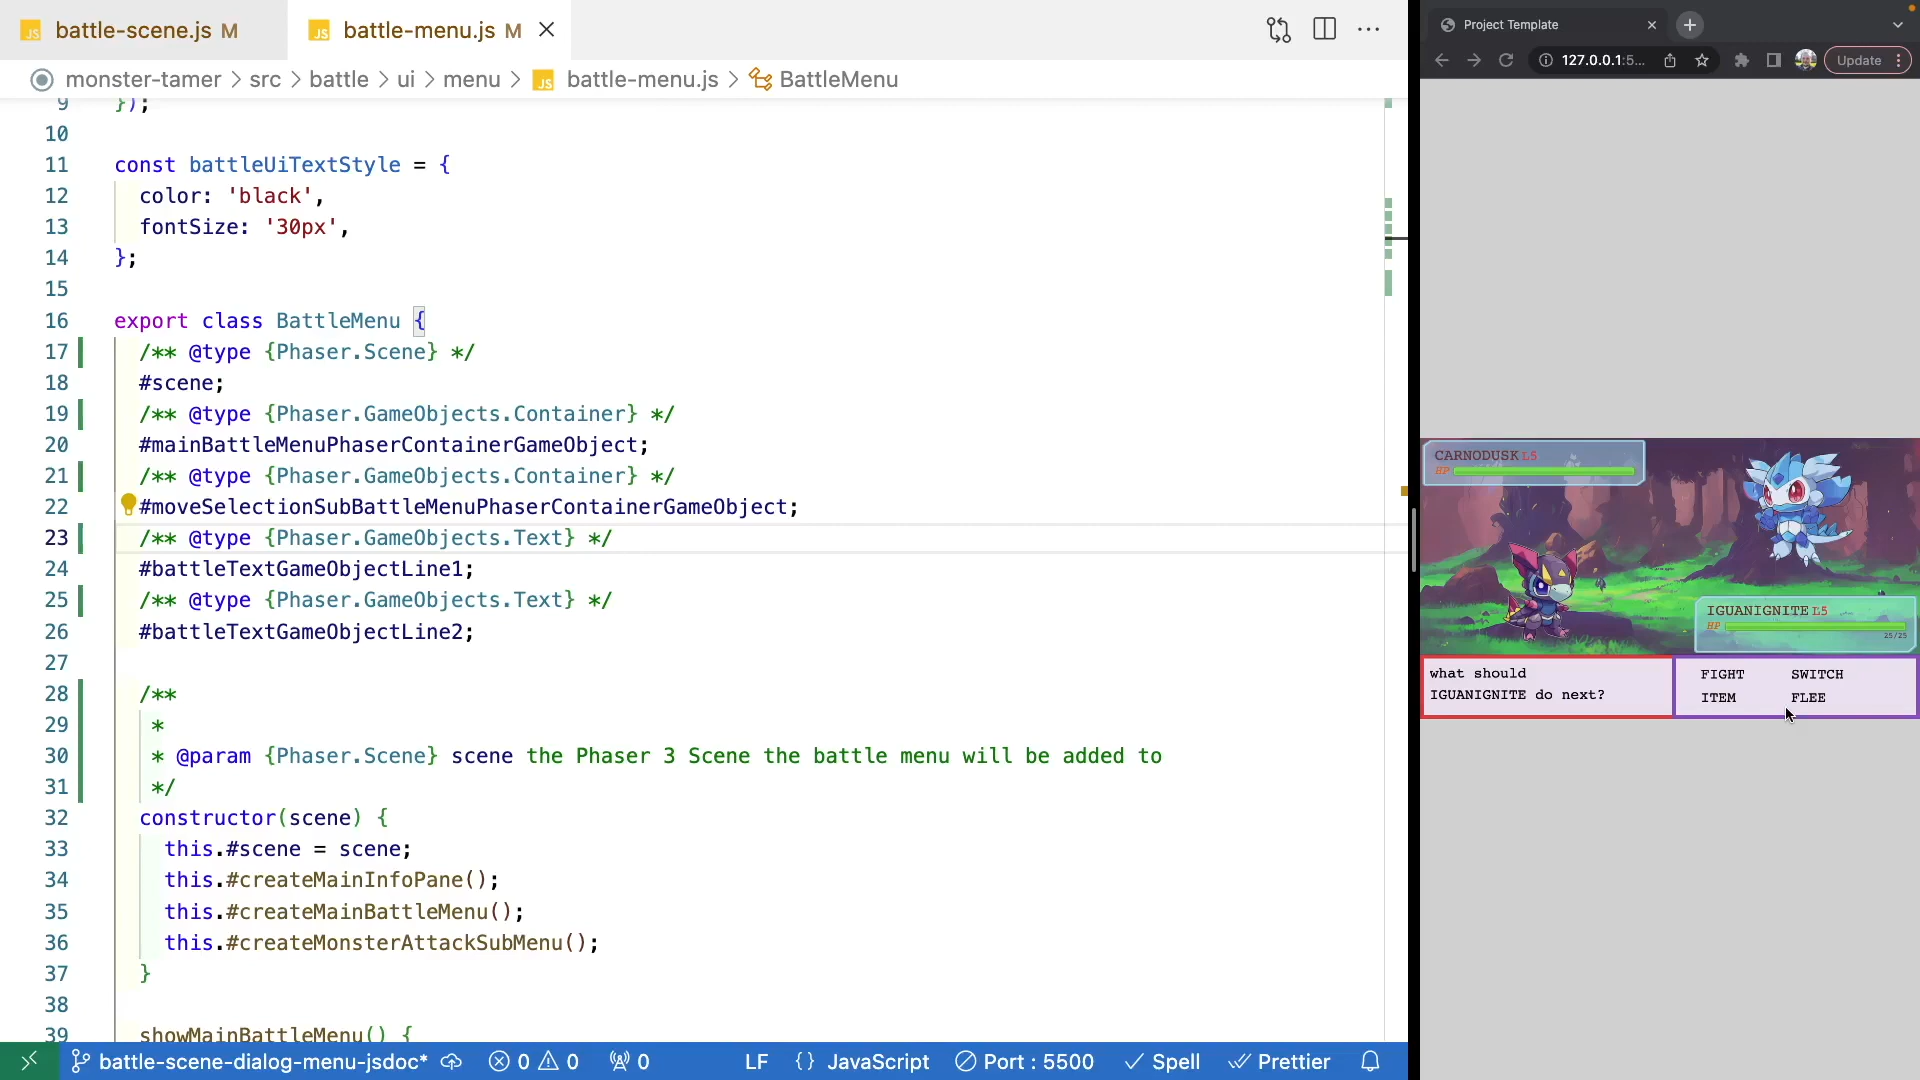 battle-scene.js M
battle-menu.js M
monster-tamer > src > battle > ui > menu > battle-menu.js > BattleMenu
9 });
10
11 const battleUiTextStyle = {
12 color: 'black',
13 fontSize: '30px',
14 };
15
16 export class BattleMenu {
17 /** @type {Phaser.Scene} */
18 #scene;
19 /** @type {Phaser.GameObjects.Container} */
20 #mainBattleMenuPhaserContainerGameObject;
21 /** @type {Phaser.GameObjects.Container} */
22 #moveSelectionSubBattleMenuPhaserContainerGameObject;
23 /** @type {Phaser.GameObjects.Text} */
24 #battleTextGameObjectLine1;
25 /** @type {Phaser.GameObjects.Text} */
26 #battleTextGameObjectLine2;
27
28 /**
29 *
30 * @param {Phaser.Scene} scene the Phaser 3 Scene the battle menu will be added to
31 */
32 constructor(scene) {
33 this.#scene = scene;
34 this.#createMainInfoPane();
35 this.#createMainBattleMenu();
36 this.#createMonsterAttackSubMenu();
37 }
38
39 showMainBattleMenu() {
battle-scene-dialog-menu-jsdoc* 0 0 0 LF {} JavaScript Port : 5500 Spell Prettier
Project Template
127.0.0.1:5... Update
CARNODUSK L5
HP
IGUANIGNITE L5
HP
25/25
what should
IGUANIGNITE do next?
FIGHT SWITCH
ITEM FLEE